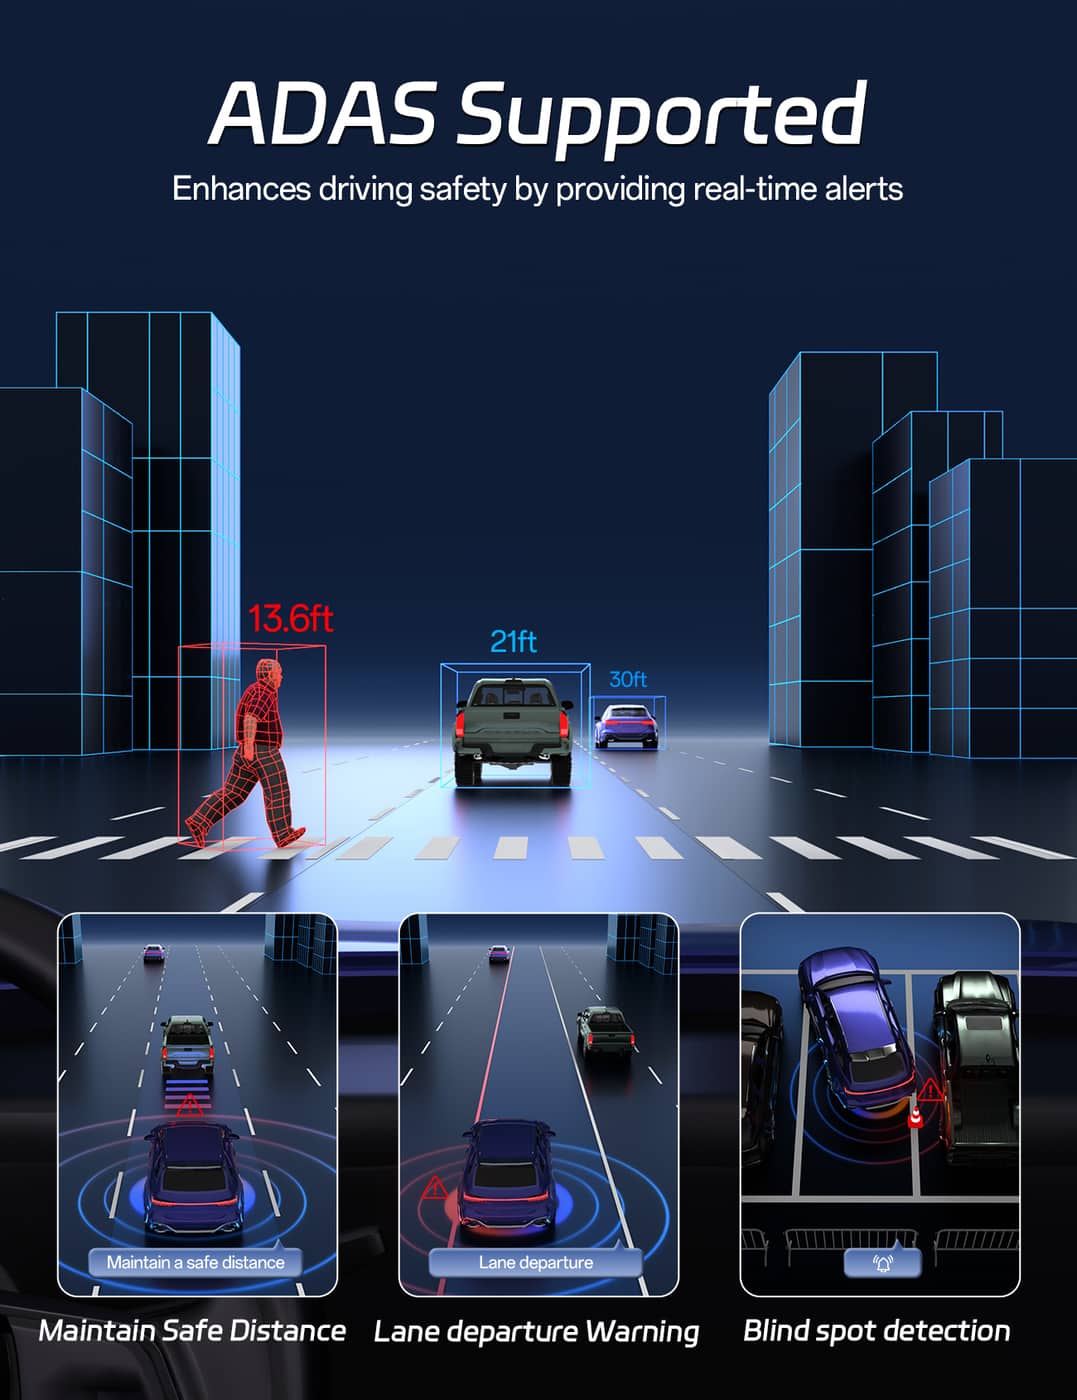 ADAS Supported
Enhances driving safety by providing real-time alerts
13.6ft
21ft
30ft
Maintain a safe distance
Lane departure
Maintain Safe Distance
Lane departure Warning
Blind spot detection